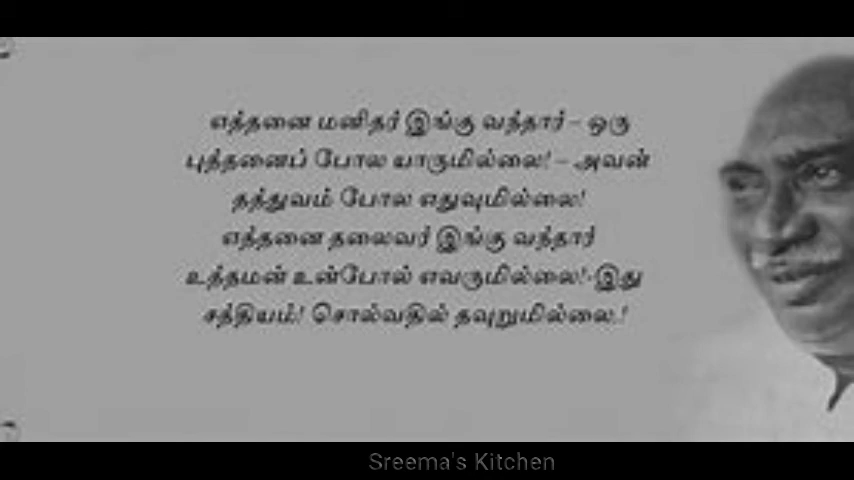 எத்தனை மனிதர் இங்கு வந்தார் – ஒரு
புத்தனைப் போல யாருமில்லை! – அவன்
தத்துவம் போல எதுவுமில்லை!
எத்தனை தலைவர் இங்கு வந்தார்
உத்தமன் உன்போல் எவருமில்லை!-இது
சத்தியம்! சொல்வதில் தவுறுமில்லை.!
Sreema's Kitchen